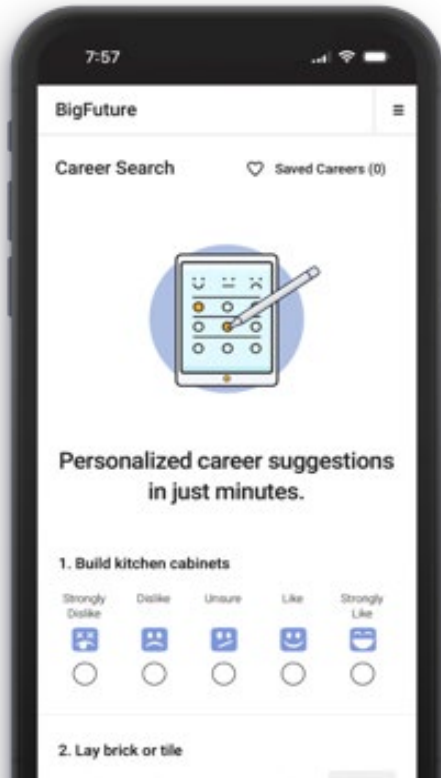 7:57
BigFuture
Career Search
Saved Careers (0)
Personalized career suggestions
in just minutes.
1. Build kitchen cabinets
Strongly Dislike
Dislike
Unsure
Like
Strongly Like
2. Lay brick or tile